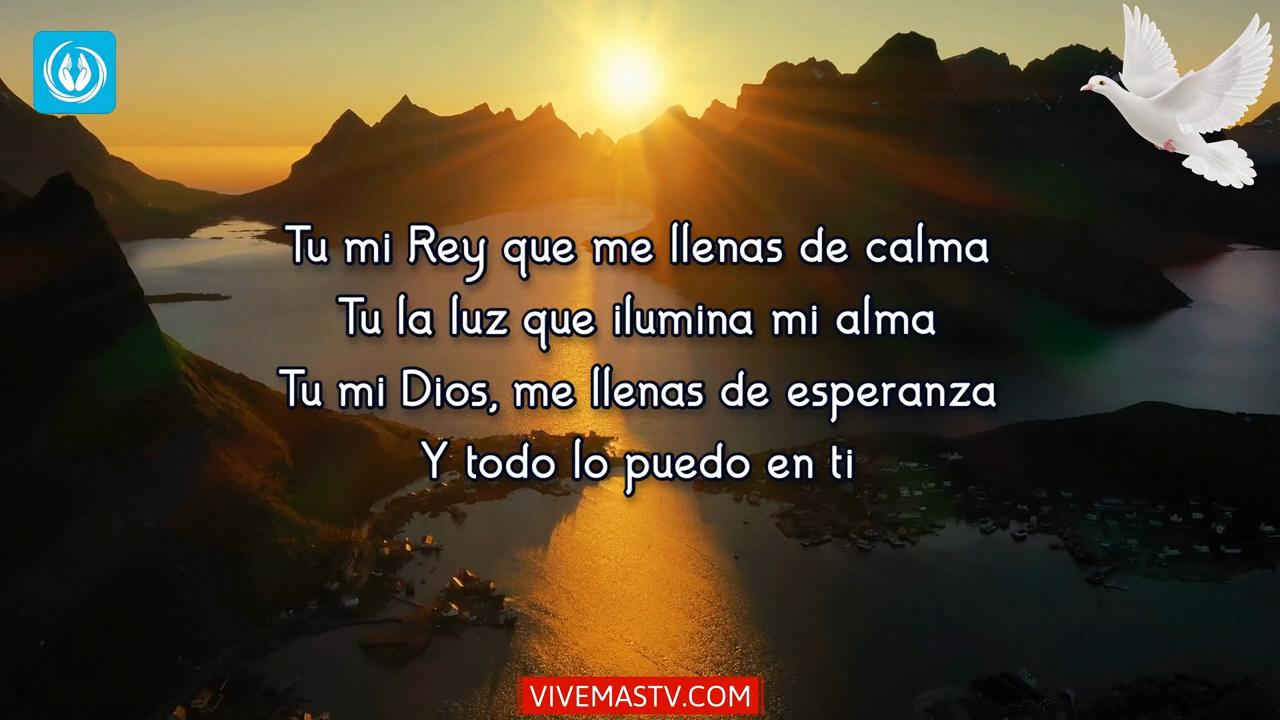 Tu mi Rey que me llenas de calma
Tu la luz que ilumina mi alma
Tu mi Dios, me llenas de esperanza
Y todo lo puedo en ti
VIVEMASTV.COM